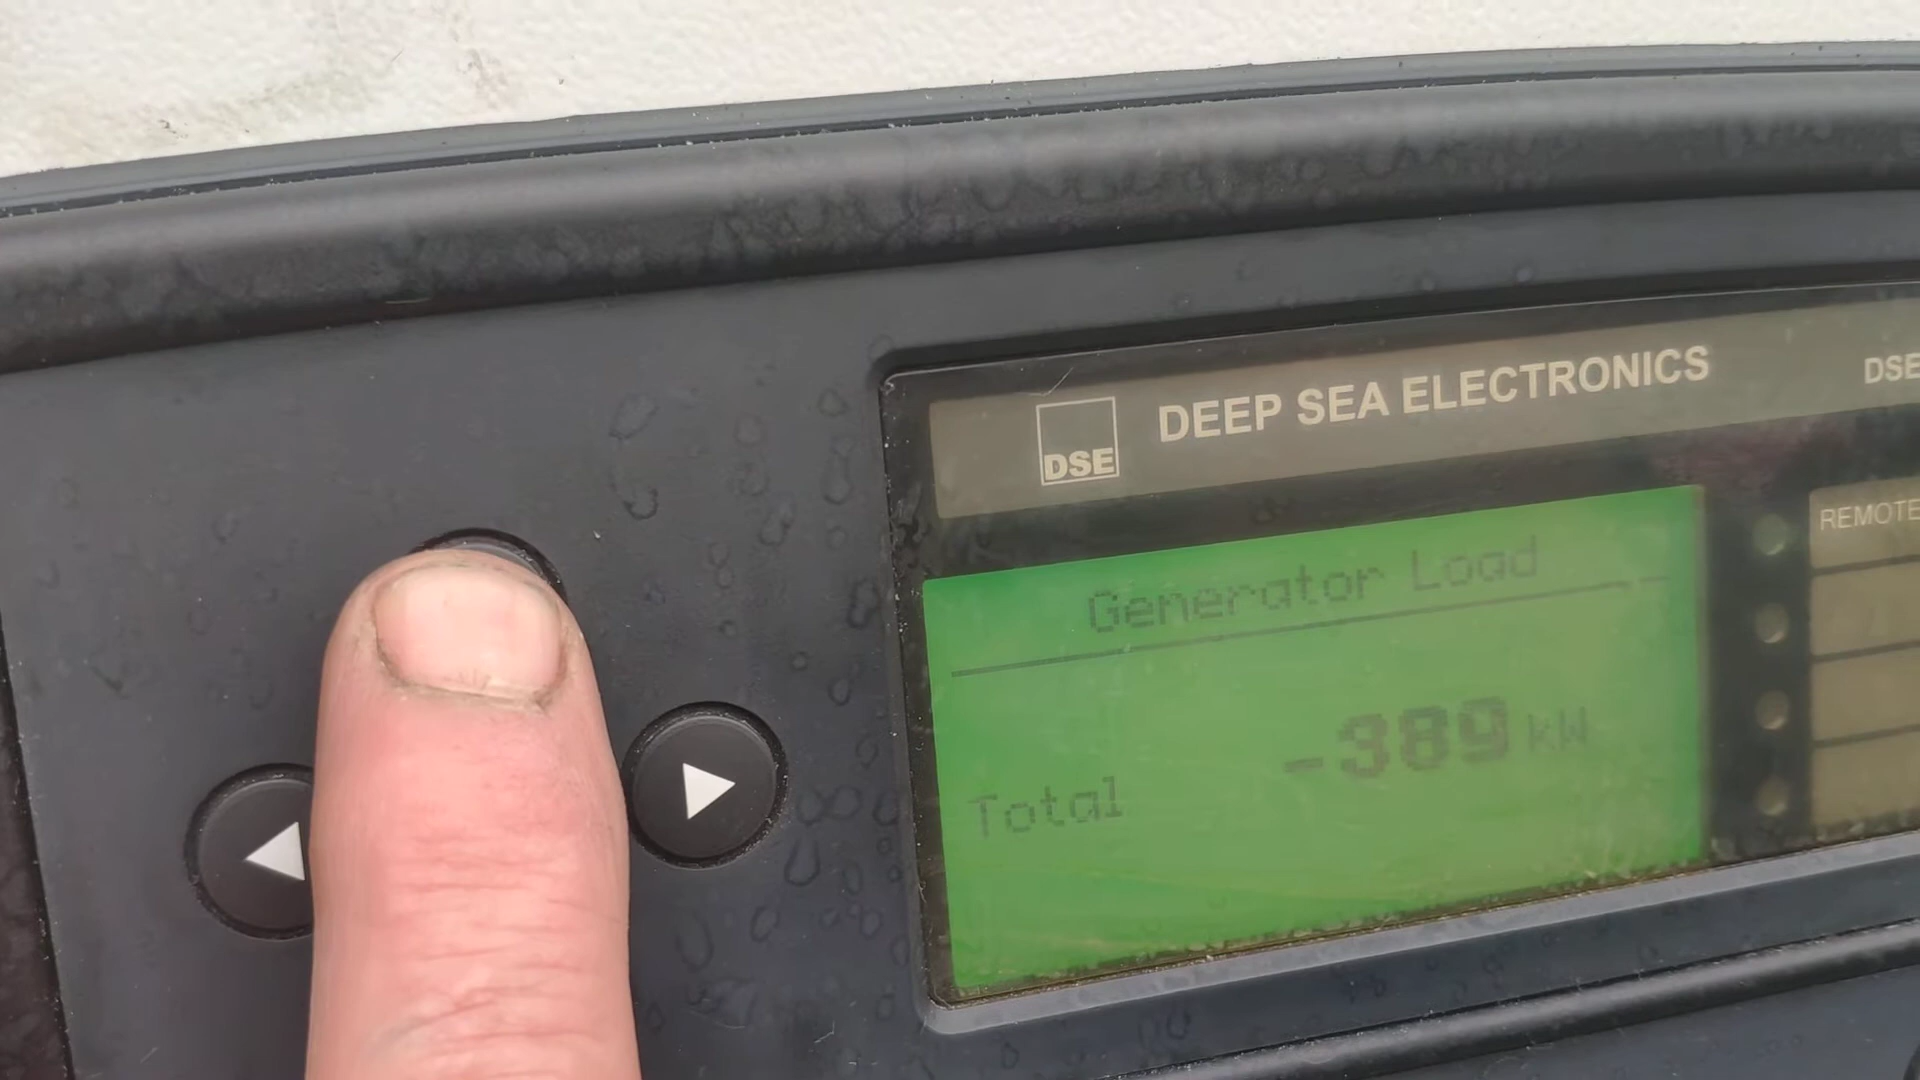 DSE
DEEP SEA ELECTRONICS
DSE
REMOTE
Generator Load
Total -389 kW